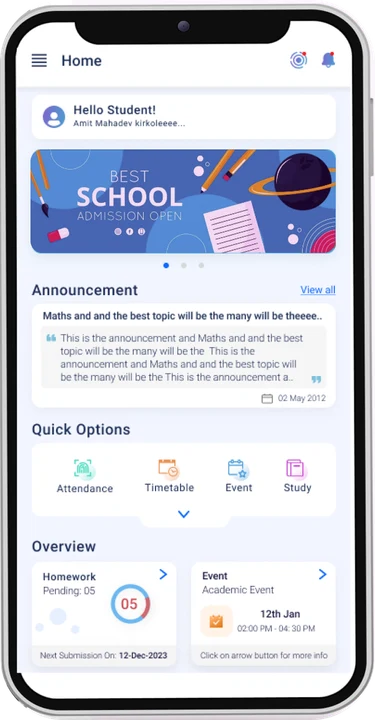 Home
Hello Student!
Amit Mahadev kirkoleeee...
BEST
SCHOOL
ADMISSION OPEN
Announcement
View all
Maths and and the best topic will be the many will be theeee..
This is the announcement and Maths and and the best
topic will be the many will be the This is the
announcement and Maths and and the best topic will
be the many will be the This is the announcement a..
02 May 2012
Quick Options
Attendance
Timetable
Event
Study
Overview
Homework
Pending: 05
05
Next Submission On: 12-Dec-2023
Event
Academic Event
12th Jan
02:00 PM - 04: 30 PM
Click on arrow button for more info